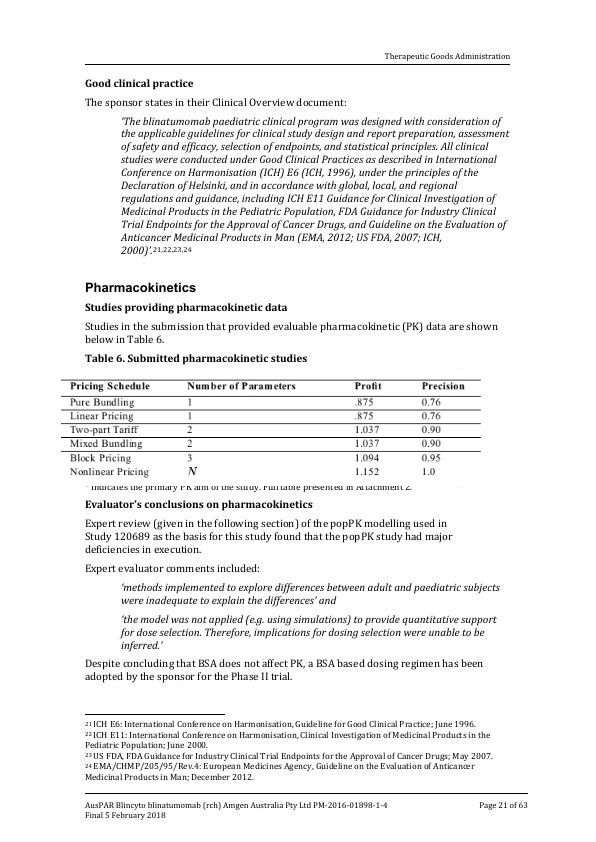 Therapeutic Goods Administration
Good clinical practice
The sponsor states in their Clinical Overview document:
‘The blinatumomab paediatric clinical program was designed with consideration of
the applicable guidelines for clinical study design and report preparation, assessment
of safety and efficacy, selection of endpoints, and statistical principles. All clinical
studies were conducted under Good Clinical Practices as described in International
Conference on Harmonisation (ICH) E6 (ICH, 1996), under the principles of the
Declaration of Helsinki, and in accordance with global, local, and regional
regulations and guidance, including ICH E11 Guidance for Clinical Investigation of
Medicinal Products in the Pediatric Population, FDA Guidance for Industry Clinical
Trial Endpoints for the Approval of Cancer Drugs, and Guideline on the Evaluation of
Anticancer Medicinal Products in Man (EMA, 2012; US FDA, 2007; ICH,
2000)’.21,22,23,24
Pharmacokinetics
Studies providing pharmacokinetic data
Studies in the submission that provided evaluable pharmacokinetic (PK) data are shown
below in Table 6.
Table 6. Submitted pharmacokinetic studies
Pricing Schedule Number of Parameters Profit Precision
Pure Bundling 1 .875 0.76
Linear Pricing 1 .875 0.76
Two-part Tariff 2 1.037 0.90
Mixed Bundling 2 1.037 0.90
Block Pricing 3 1.094 0.95
Nonlinear Pricing N 1.152 1.0
* indicates the primary PK aim of the study. Full table presented in Attachment 2.
Evaluator’s conclusions on pharmacokinetics
Expert review (given in the following section) of the popPK modelling used in
Study 120689 as the basis for this study found that the popPK study had major
deficiencies in execution.
Expert evaluator comments included:
‘methods implemented to explore differences between adult and paediatric subjects
were inadequate to explain the differences’ and
‘the model was not applied (e.g. using simulations) to provide quantitative support
for dose selection. Therefore, implications for dosing selection were unable to be
inferred.’
Despite concluding that BSA does not affect PK, a BSA based dosing regimen has been
adopted by the sponsor for the Phase II trial.
21 ICH E6: International Conference on Harmonisation, Guideline for Good Clinical Practice; June 1996.
22 ICH E11: International Conference on Harmonisation, Clinical Investigation of Medicinal Products in the
Pediatric Population; June 2000.
23 US FDA, FDA Guidance for Industry Clinical Trial Endpoints for the Approval of Cancer Drugs; May 2007.
24 EMA/CHMP/205/95/Rev.4: European Medicines Agency, Guideline on the Evaluation of Anticancer
Medicinal Products in Man; December 2012.
AusPAR Blincyto blinatumomab (rch) Amgen Australia Pty Ltd PM-2016-01898-1-4 Page 21 of 63
Final 5 February 2018